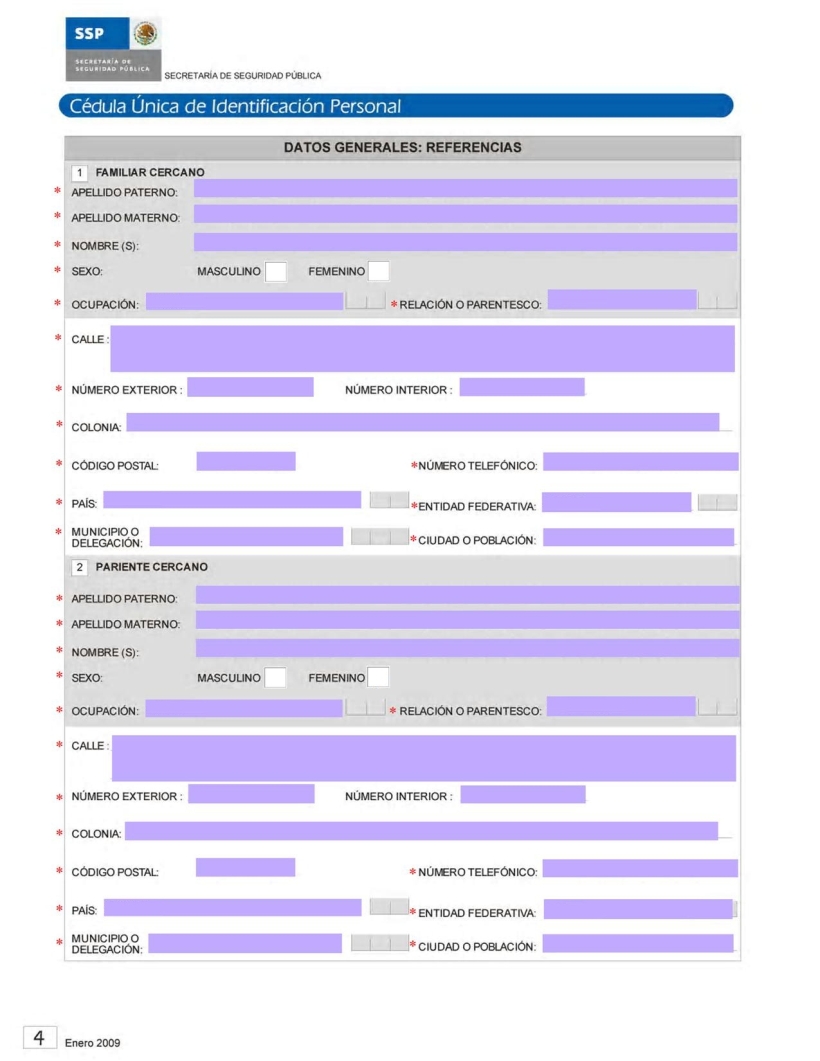 SSP
SECRETARÍA DE
SEGURIDAD PÚBLICA
SECRETARÍA DE SEGURIDAD PÚBLICA
Cédula Única de Identificación Personal
DATOS GENERALES: REFERENCIAS
1 FAMILIAR CERCANO
* APELLIDO PATERNO:
* APELLIDO MATERNO:
* NOMBRE (S):
* SEXO: MASCULINO FEMENINO
* OCUPACIÓN: * RELACIÓN O PARENTESCO:
* CALLE :
* NÚMERO EXTERIOR : NÚMERO INTERIOR :
* COLONIA:
* CÓDIGO POSTAL: *NÚMERO TELEFÓNICO:
* PAÍS: *ENTIDAD FEDERATIVA:
* MUNICIPIO O
DELEGACIÓN: * CIUDAD O POBLACIÓN:
2 PARIENTE CERCANO
* APELLIDO PATERNO:
* APELLIDO MATERNO:
* NOMBRE (S):
* SEXO: MASCULINO FEMENINO
* OCUPACIÓN: * RELACIÓN O PARENTESCO:
* CALLE :
* NÚMERO EXTERIOR : NÚMERO INTERIOR :
* COLONIA:
* CÓDIGO POSTAL: * NÚMERO TELEFÓNICO:
* PAÍS: * ENTIDAD FEDERATIVA:
* MUNICIPIO O
DELEGACIÓN: * CIUDAD O POBLACIÓN:
4 Enero 2009